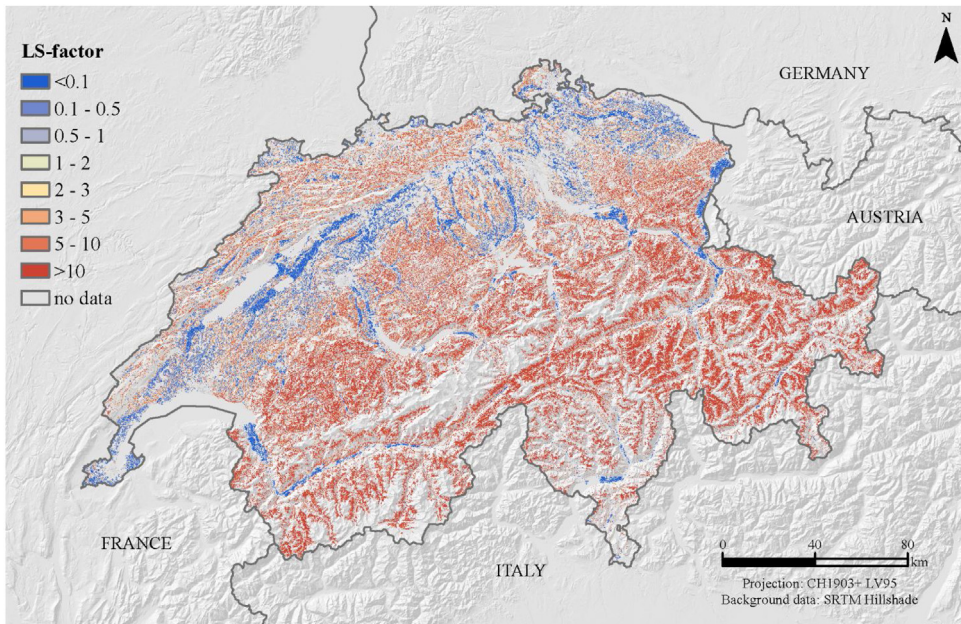 N
LS-factor
<0.1
0.1 - 0.5
0.5 - 1
1 - 2
2 - 3
3 - 5
5 - 10
>10
no data
GERMANY
AUSTRIA
FRANCE
ITALY
0 40 80
km
Projection: CH1903+ LV95
Background data: SRTM Hillshade